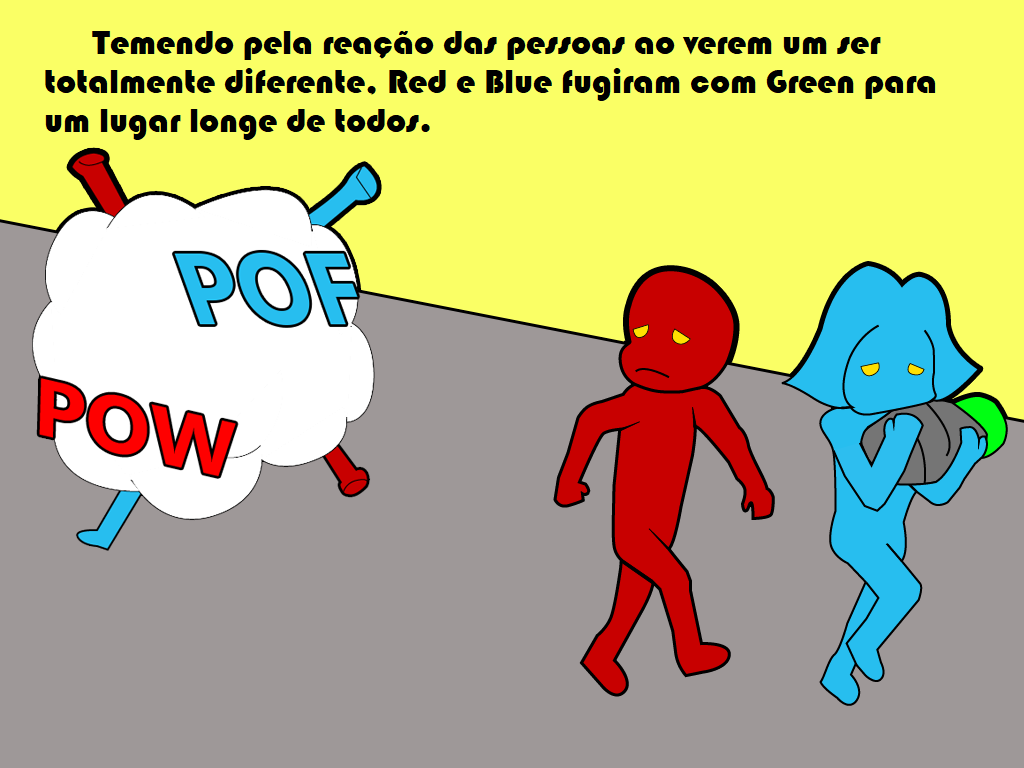 Temendo pela reação das pessoas ao verem um ser
totalmente diferente, Red e Blue fugiram com Green para
um lugar longe de todos.
POF
POW